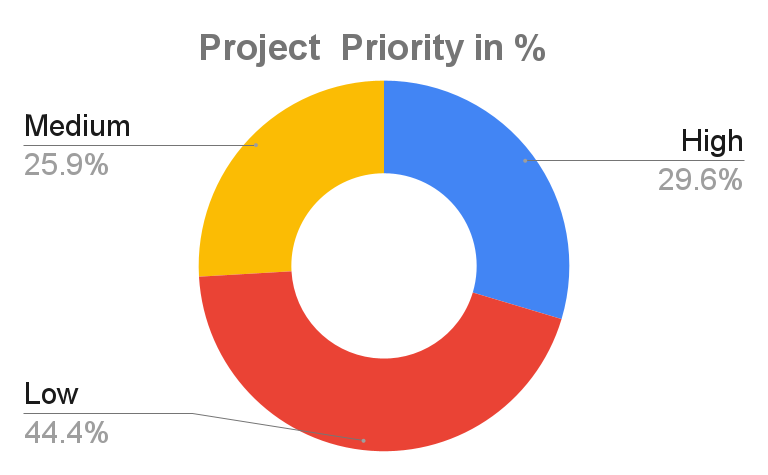 Project  Priority in %
Medium
25.9%
High
29.6%
Low
44.4%